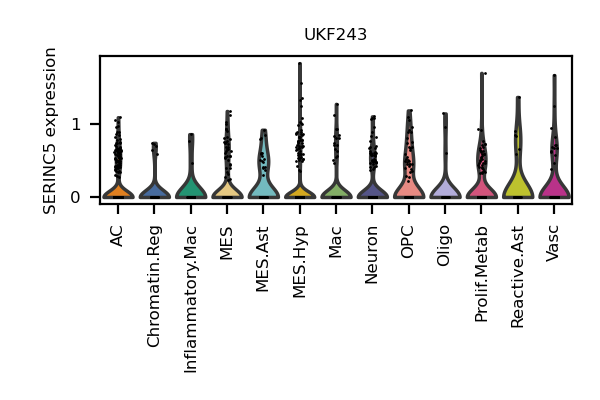 UKF243
SERINC5 expression
1
0
AC
Chromatin.Reg
Inflammatory.Mac
MES
MES.Ast
MES.Hyp
Mac
Neuron
OPC
Oligo
Prolif.Metab
Reactive.Ast
Vasc